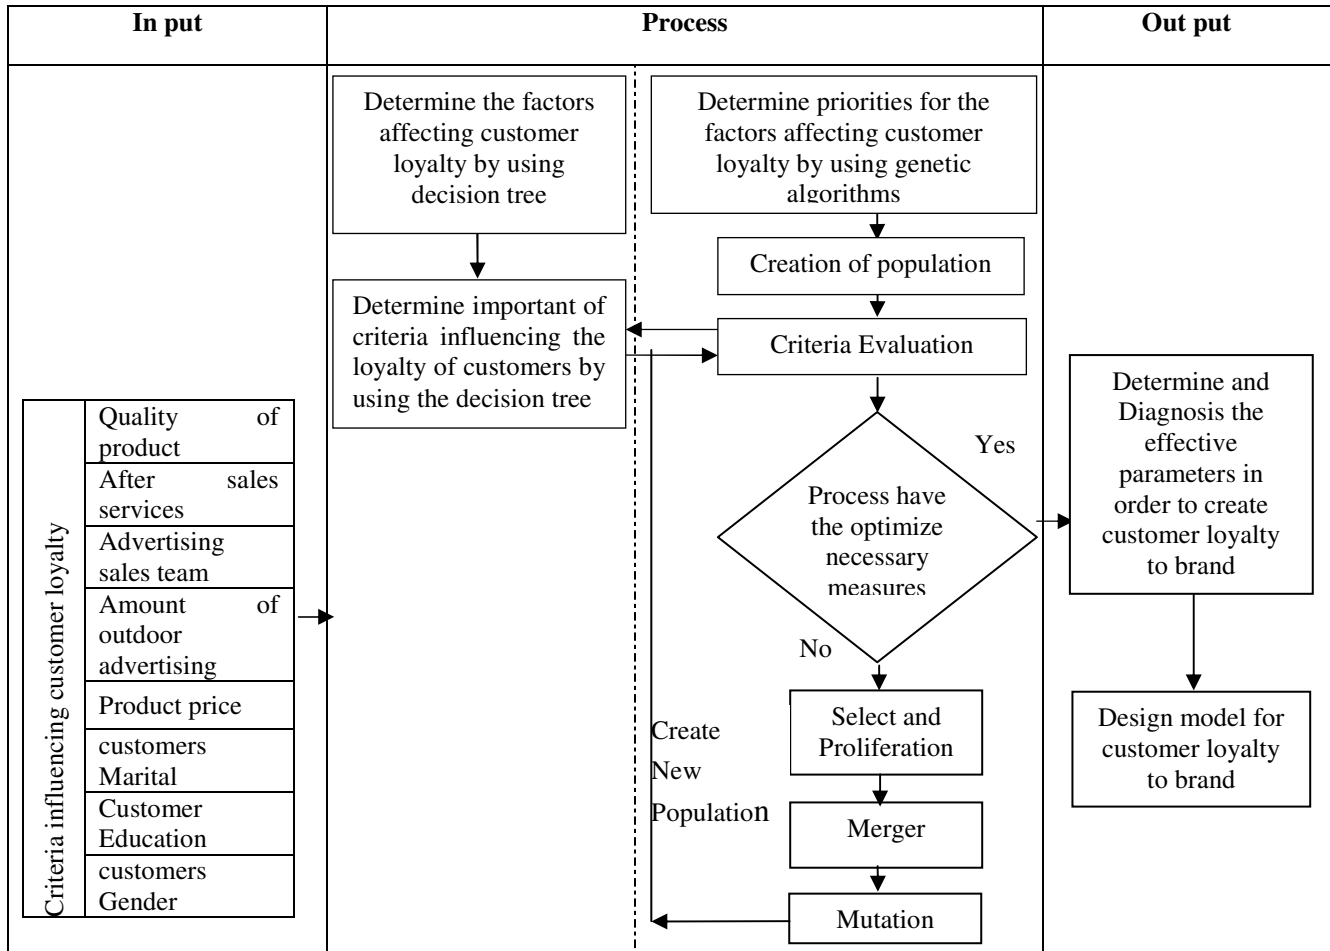 In put
Process
Out put
Determine the factors
affecting customer
loyalty by using
decision tree
Determine priorities for the
factors affecting customer
loyalty by using genetic
algorithms
Creation of population
Determine important of
criteria influencing the
loyalty of customers by
using the decision tree
Criteria Evaluation
Criteria influencing customer loyalty
Quality of
product
After sales
services
Advertising
sales team
Amount of
outdoor
advertising
Product price
customers
Marital
Customer
Education
customers
Gender
Yes
Process have
the optimize
necessary
measures
No
Select and
Proliferation
Create
New
Population
Merger
Mutation
Determine and
Diagnosis the
effective
parameters in
order to create
customer loyalty
to brand
Design model for
customer loyalty
to brand